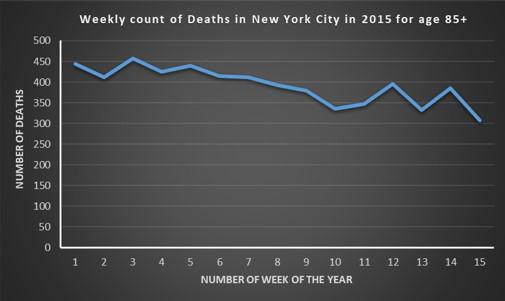 Weekly count of Deaths in New York City in 2015 for age 85+
500
450
400
350
300
250
200
150
100
50
0
NUMBER OF DEATHS
1 2 3 4 5 6 7 8 9 10 11 12 13 14 15
NUMBER OF WEEK OF THE YEAR